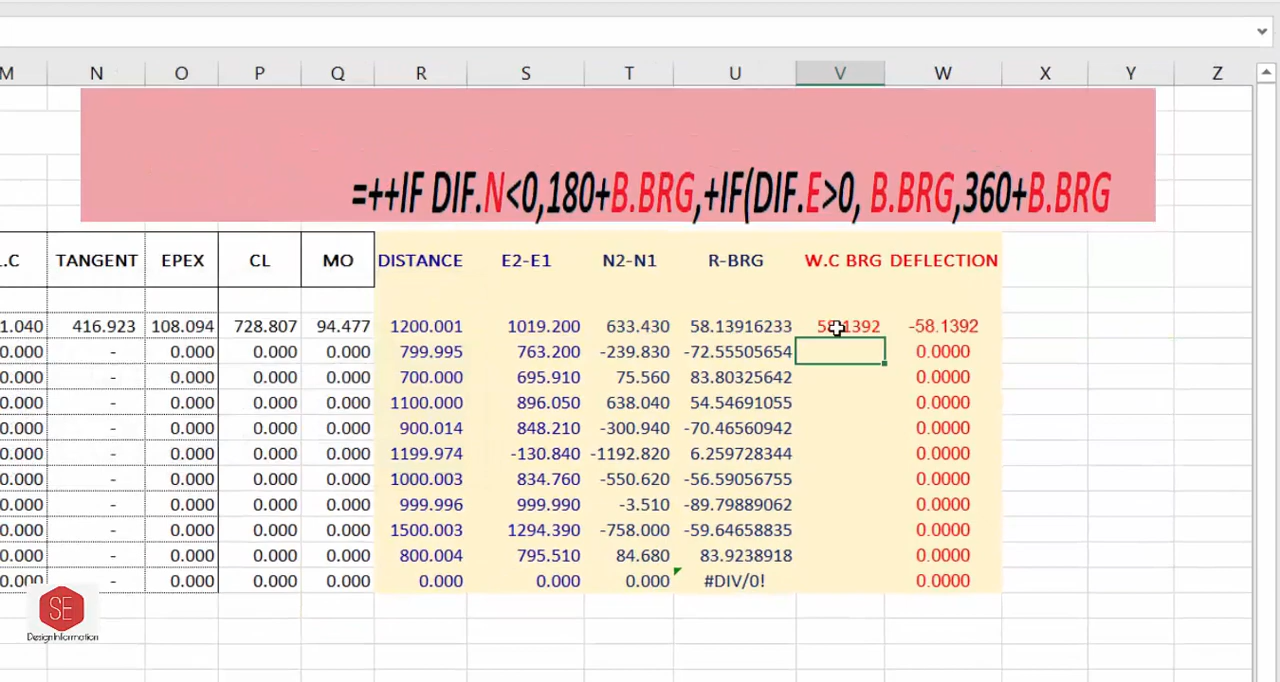 M N O P Q R S T U V W X Y Z
=++IF DIF.N<0,180+B.BRG,+IF(DIF.E>0, B.BRG,360+B.BRG
.C TANGENT EPEX CL MO DISTANCE E2-E1 N2-N1 R-BRG W.C BRG DEFLECTION
1.040 416.923 108.094 728.807 94.477 1200.001 1019.200 633.430 58.13916233 58.1392 -58.1392
0.000 - 0.000 0.000 0.000 799.995 763.200 -239.830 -72.55505654 0.0000
0.000 - 0.000 0.000 0.000 700.000 695.910 75.560 83.80325642 0.0000
0.000 - 0.000 0.000 0.000 1100.000 896.050 638.040 54.54691055 0.0000
0.000 - 0.000 0.000 0.000 900.014 848.210 -300.940 -70.46560942 0.0000
0.000 - 0.000 0.000 0.000 1199.974 -130.840 -1192.820 6.259728344 0.0000
0.000 - 0.000 0.000 0.000 1000.003 834.760 -550.620 -56.59056755 0.0000
0.000 - 0.000 0.000 0.000 999.996 999.990 -3.510 -89.79889062 0.0000
0.000 - 0.000 0.000 0.000 1500.003 1294.390 -758.000 -59.64658835 0.0000
0.000 - 0.000 0.000 0.000 800.004 795.510 84.680 83.9238918 0.0000
0.000 - 0.000 0.000 0.000 0.000 0.000 0.000 #DIV/0! 0.0000
SE
Design Information